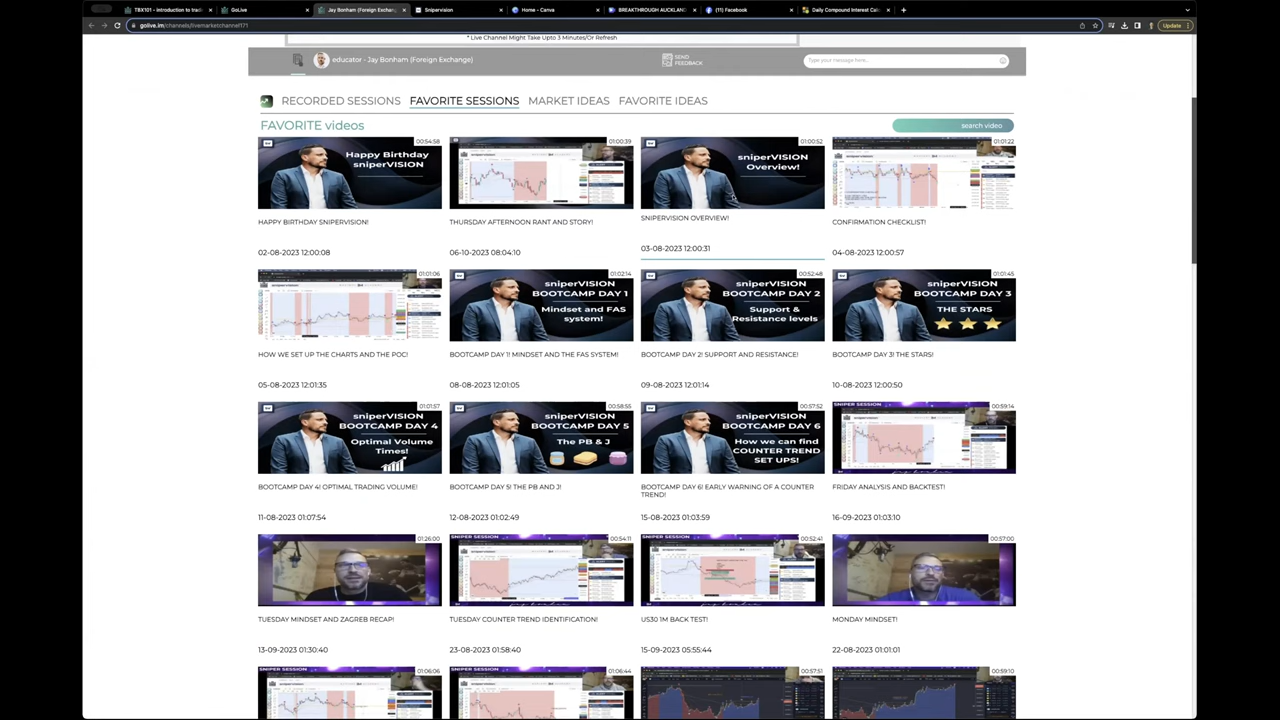 TBX101 - introduction to trad
GoLive
Jay Bonham (Foreign Exchang
Snipervision
Home - Canva
BREAKTHROUGH AUCKLAN
(11) Facebook
Daily Compound Interest Calc
golive.im/channels/livemarketchannel171
Update
* Live Channel Might Take Upto 3 Minutes/Or Refresh
educator - Jay Bonham (Foreign Exchange)
SEND
FEEDBACK
Type your message here...
RECORDED SESSIONS
FAVORITE SESSIONS
MARKET IDEAS
FAVORITE IDEAS
FAVORITE videos
search video
00:54:58
Happy Birthday
sniperVISION
01:00:39
01:00:52
sniperVISION
Overview!
01:01:22
HAPPY BIRTHDAY SNIPERVISION!
THURSDAY AFTERNOON RANT AND STORY!
SNIPERVISION OVERVIEW!
CONFIRMATION CHECKLIST!
02-08-2023 12:00:08
06-10-2023 08:04:10
03-08-2023 12:00:31
04-08-2023 12:00:57
01:01:06
01:02:14
sniperVISION
BOOTCAMP DAY 1
Mindset and FAS
system!
00:52:48
sniperVISION
BOOTCAMP DAY 2
Support &
Resistance levels
01:01:45
sniperVISION
BOOTCAMP DAY 3
THE STARS
HOW WE SET UP THE CHARTS AND THE POC!
BOOTCAMP DAY 1! MINDSET AND THE FAS SYSTEM!
BOOTCAMP DAY 2! SUPPORT AND RESISTANCE!
BOOTCAMP DAY 3! THE STARS!
05-08-2023 12:01:35
08-08-2023 12:01:05
09-08-2023 12:01:14
10-08-2023 12:00:50
01:01:57
sniperVISION
BOOTCAMP DAY 4
Optimal Volume
Times!
00:58:55
sniperVISION
BOOTCAMP DAY 5
The PB & J
00:57:52
sniperVISION
BOOTCAMP DAY 6
How we can find
COUNTER TREND
SET UPS!
SNIPER SESSION
00:59:14
BOOTCAMP DAY 4! OPTIMAL TRADING VOLUME!
BOOTCAMP DAY 5! THE PB AND J!
BOOTCAMP DAY 6! EARLY WARNING OF A COUNTER
TREND!
FRIDAY ANALYSIS AND BACKTEST!
11-08-2023 01:07:54
12-08-2023 01:02:49
15-08-2023 01:03:59
16-09-2023 01:03:10
01:26:00
SNIPER SESSION
00:54:11
SNIPER SESSION
00:52:41
00:57:00
TUESDAY MINDSET AND ZAGREB RECAP!
TUESDAY COUNTER TREND IDENTIFICATION!
US30 1M BACK TEST!
MONDAY MINDSET!
13-09-2023 01:30:40
23-08-2023 01:58:40
15-09-2023 05:55:44
22-08-2023 01:01:01
SNIPER SESSION
01:06:06
SNIPER SESSION
01:06:44
00:57:51
00:59:10